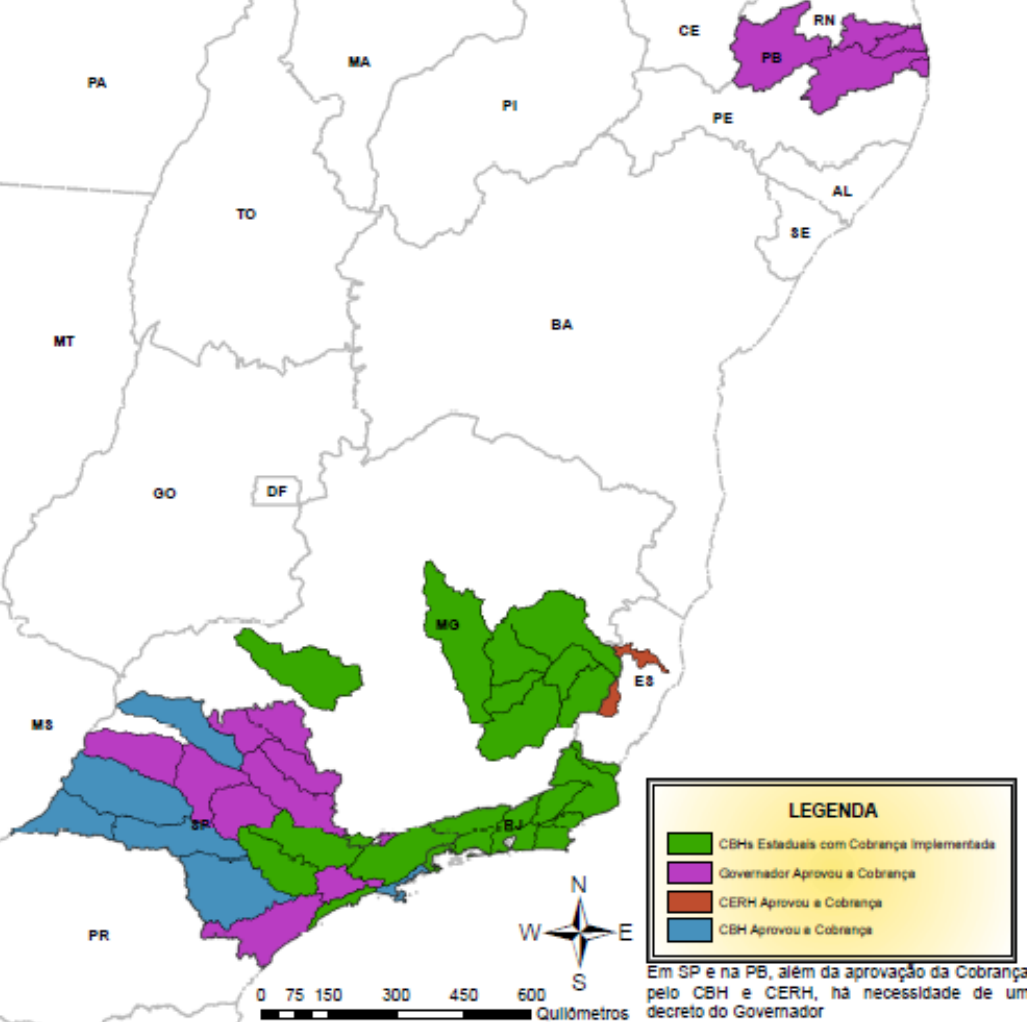 CE
RN
MA
PB
PA
PI
PE
AL
TO
SE
BA
MT
GO
DF
MG
ES
MS
SP
RJ
PR
LEGENDA
CBHs Estaduais com Cobrança Implementada
Governador Aprovou a Cobrança
CERH Aprovou a Cobrança
CBH Aprovou a Cobrança
N
W E
S
0 75 150 300 450 600
Quilômetros
Em SP e na PB, além da aprovação da Cobrança
pelo CBH e CERH, há necessidade de um
decreto do Governador